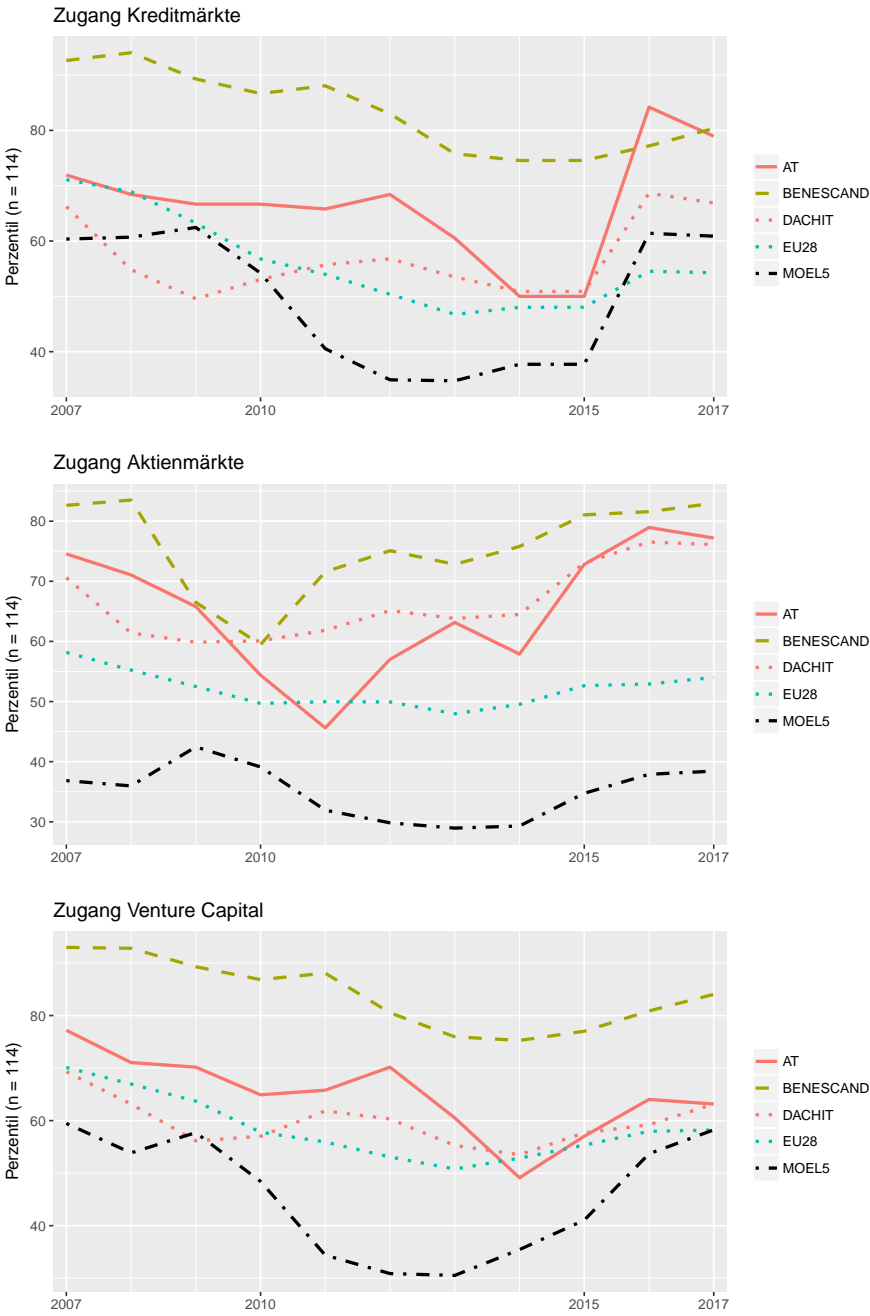 Zugang Kreditmärkte
Perzentil (n = 114)
80
60
40
2007
2010
2015
2017
AT
BENESCAND
DACHIT
EU28
MOEL5
Zugang Aktienmärkte
Perzentil (n = 114)
80
70
60
50
40
30
2007
2010
2015
2017
AT
BENESCAND
DACHIT
EU28
MOEL5
Zugang Venture Capital
Perzentil (n = 114)
80
60
40
2007
2010
2015
2017
AT
BENESCAND
DACHIT
EU28
MOEL5